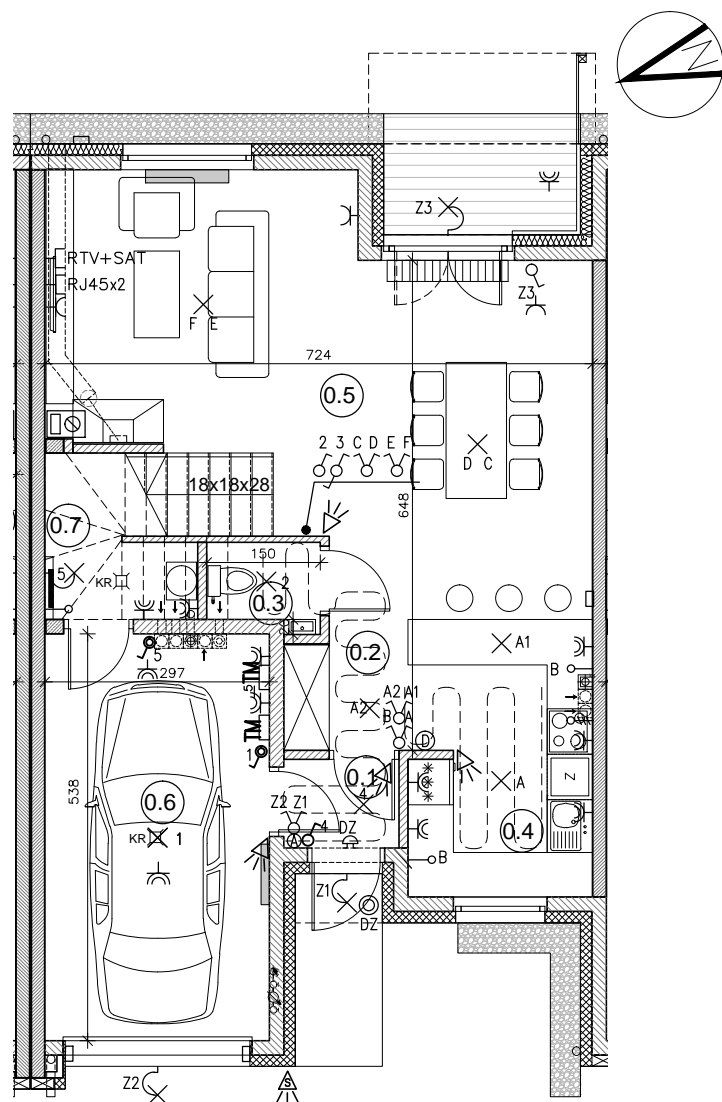 N
Z3
RTV+SAT
RJ45x2
Z3
F E
724
0.5
2 3 C D E F
D C
18x18x28
648
0.7
150
5
KR
2
0.3
A1
5
0.2
B
297
TM
5
A2 A1
A2
B A
TM
1
D
0.1
Z
4
A
538
0.6
Z2 Z1
0.4
KR
1
A
4
DZ
B
Z1
DZ
Z2
S